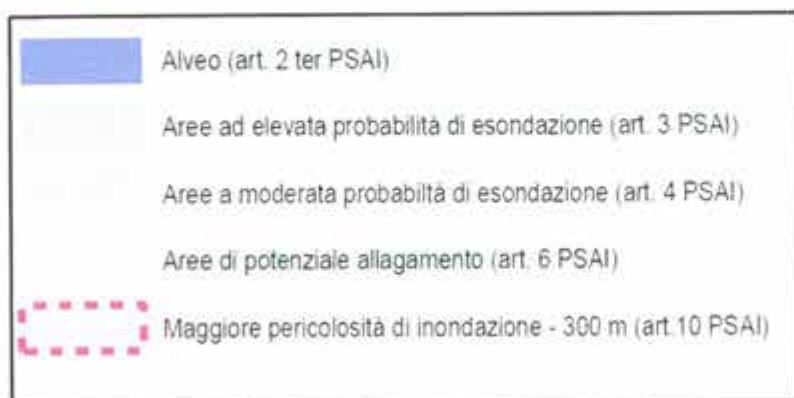 Alveo (art. 2 ter PSAI)
Aree ad elevata probabilità di esondazione (art. 3 PSAI)
Aree a moderata probabiltà di esondazione (art. 4 PSAI)
Aree di potenziale allagamento (art. 6 PSAI)
Maggiore pericolosità di inondazione - 300 m (art.10 PSAI)